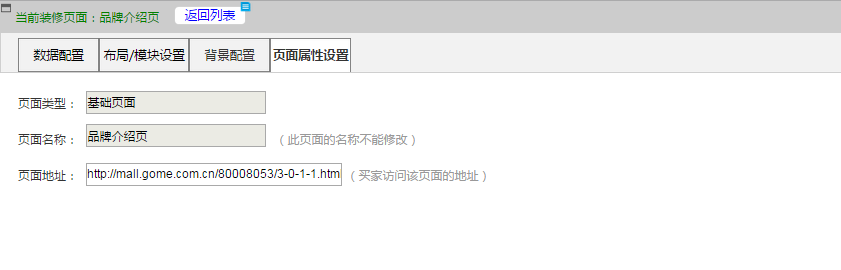 当前装修页面：品牌介绍页 返回列表
数据配置 布局/模块设置 背景配置 页面属性设置
页面类型： 基础页面
页面名称： 品牌介绍页 （此页面的名称不能修改）
页面地址： http://mall.gome.com.cn/80008053/3-0-1-1.html （买家访问该页面的地址）